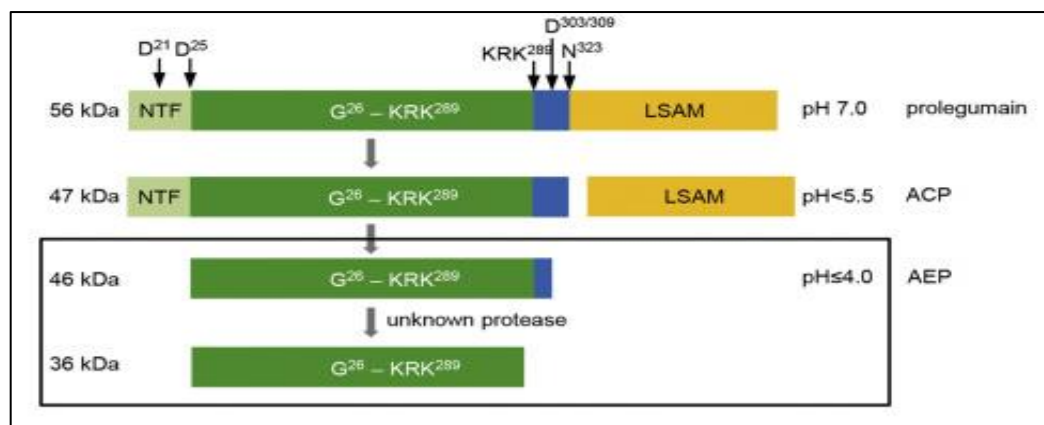 D303/309
D21 D25 KRK289 N323
56 kDa NTF G26 – KRK289 LSAM pH 7.0 prolegumain
47 kDa NTF G26 – KRK289 LSAM pH<5.5 ACP
46 kDa G26 – KRK289 pH≤4.0 AEP
unknown protease
36 kDa G26 – KRK289